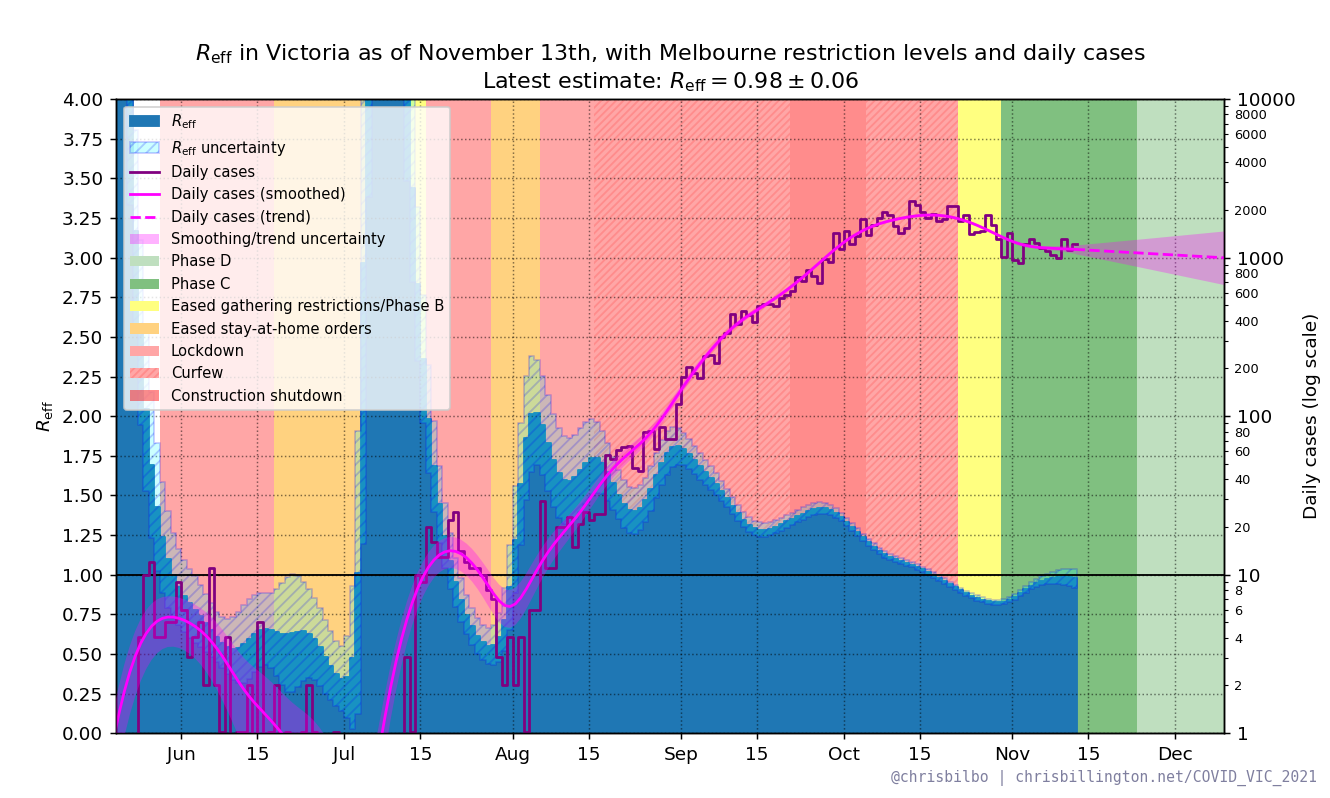 Reff in Victoria as of November 13th, with Melbourne restriction levels and daily cases
Latest estimate: Reff = 0.98 ± 0.06
Reff
Reff uncertainty
Daily cases
Daily cases (smoothed)
Daily cases (trend)
Smoothing/trend uncertainty
Phase D
Phase C
Eased gathering restrictions/Phase B
Eased stay-at-home orders
Lockdown
Curfew
Construction shutdown
Reff
4.00
3.75
3.50
3.25
3.00
2.75
2.50
2.25
2.00
1.75
1.50
1.25
1.00
0.75
0.50
0.25
0.00
10000
8000
6000
4000
2000
1000
800
600
400
200
100
80
60
40
20
10
8
6
4
2
1
Daily cases (log scale)
Jun 15 Jul 15 Aug 15 Sep 15 Oct 15 Nov 15 Dec
@chrisbilbo | chrisbillington.net/COVID_VIC_2021